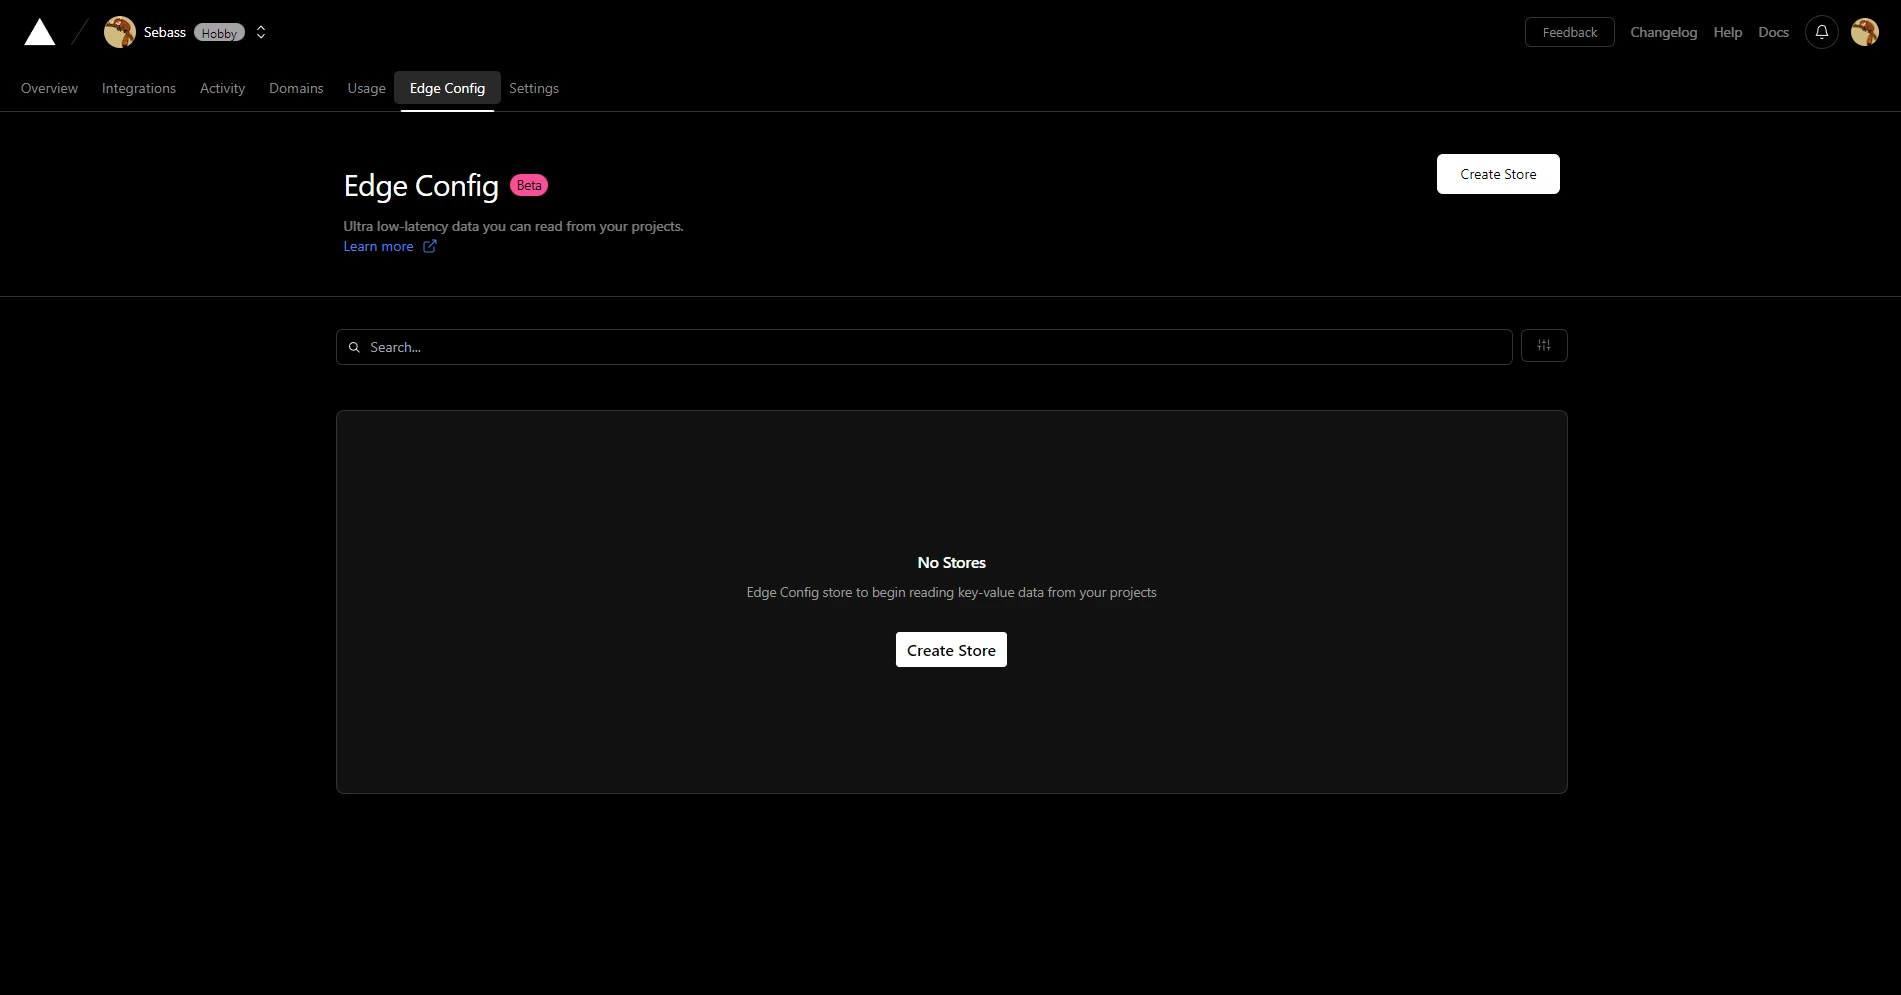 Sebass Hobby
Feedback Changelog Help Docs
Overview Integrations Activity Domains Usage Edge Config Settings
Edge Config Beta
Create Store
Ultra low-latency data you can read from your projects.
Learn more
Search...
No Stores
Edge Config store to begin reading key-value data from your projects
Create Store